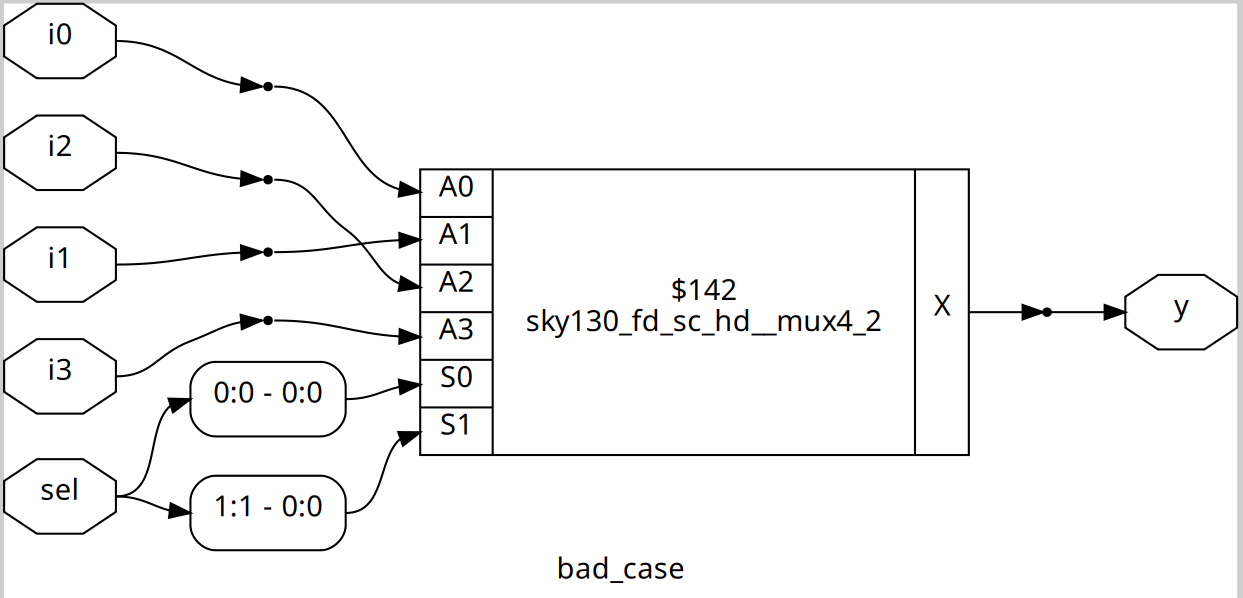 i0
i2
i1
i3
sel
0:0 - 0:0
1:1 - 0:0
A0
A1
A2
A3
S0
S1
$142
sky130_fd_sc_hd__mux4_2
X
y
bad_case